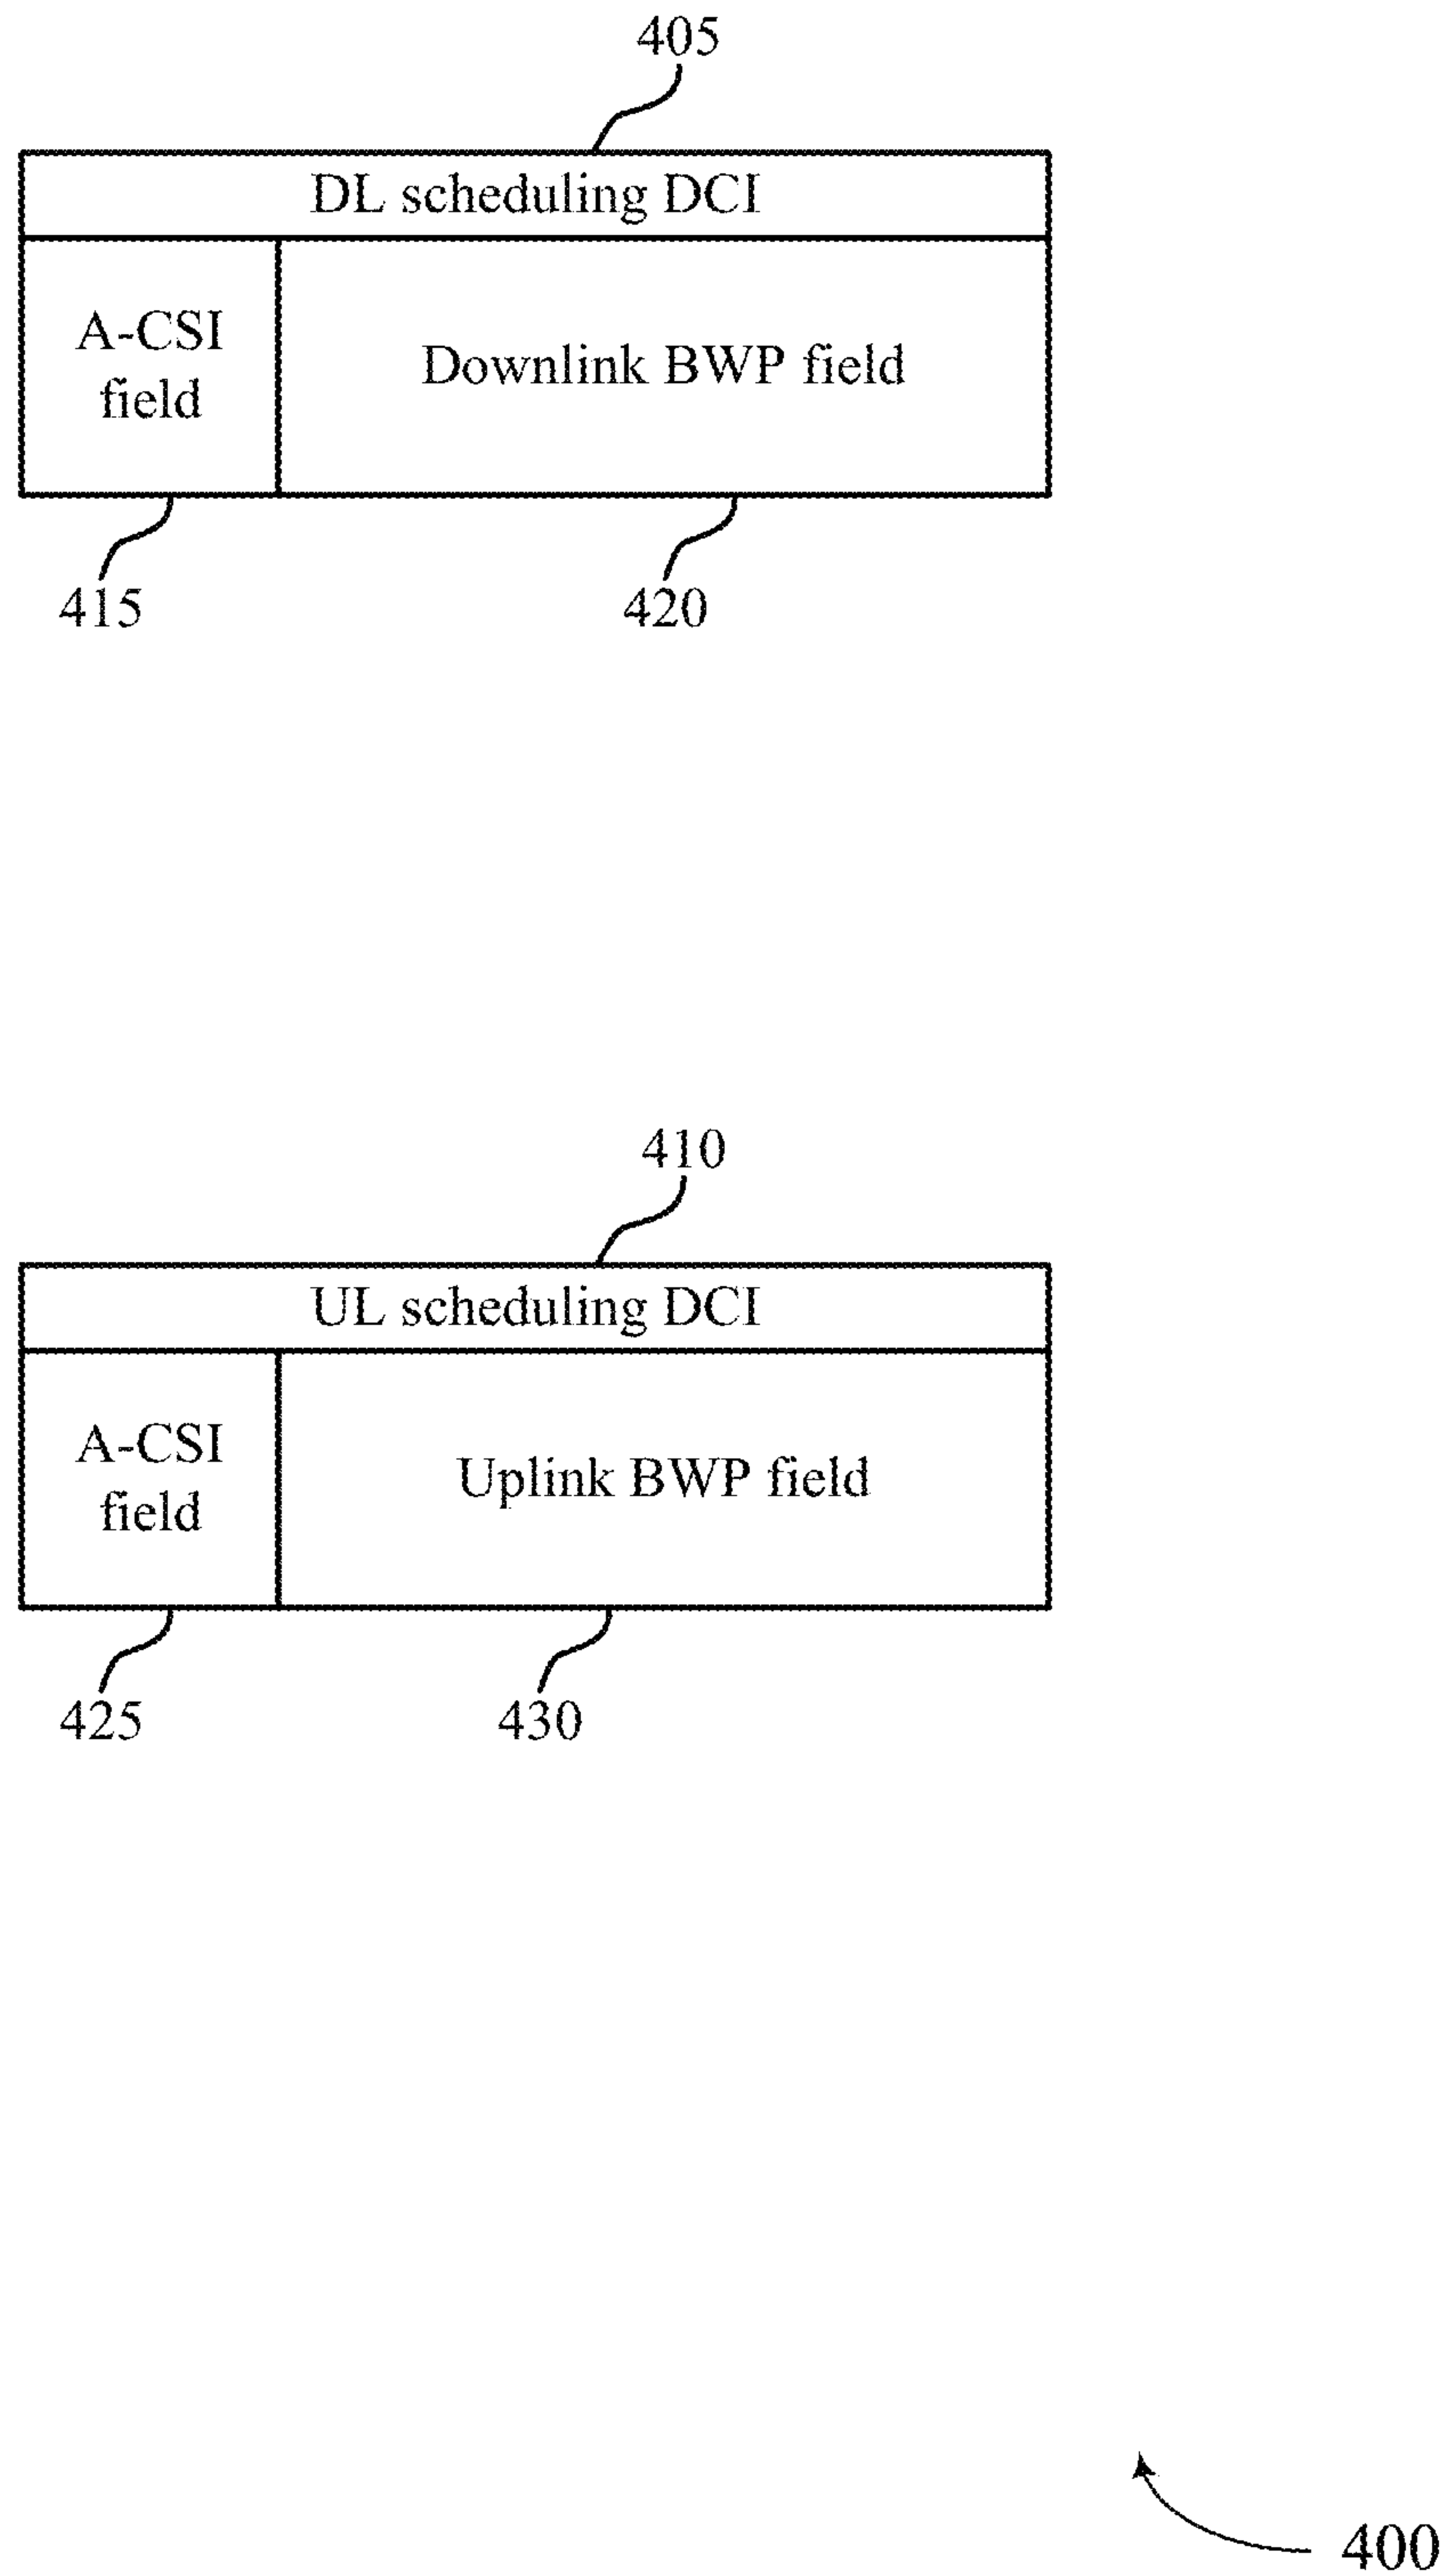 405
DL scheduling DCI
A-CSI
field
Downlink BWP field
415
420
410
UL scheduling DCI
A-CSI
field
Uplink BWP field
425
430
400